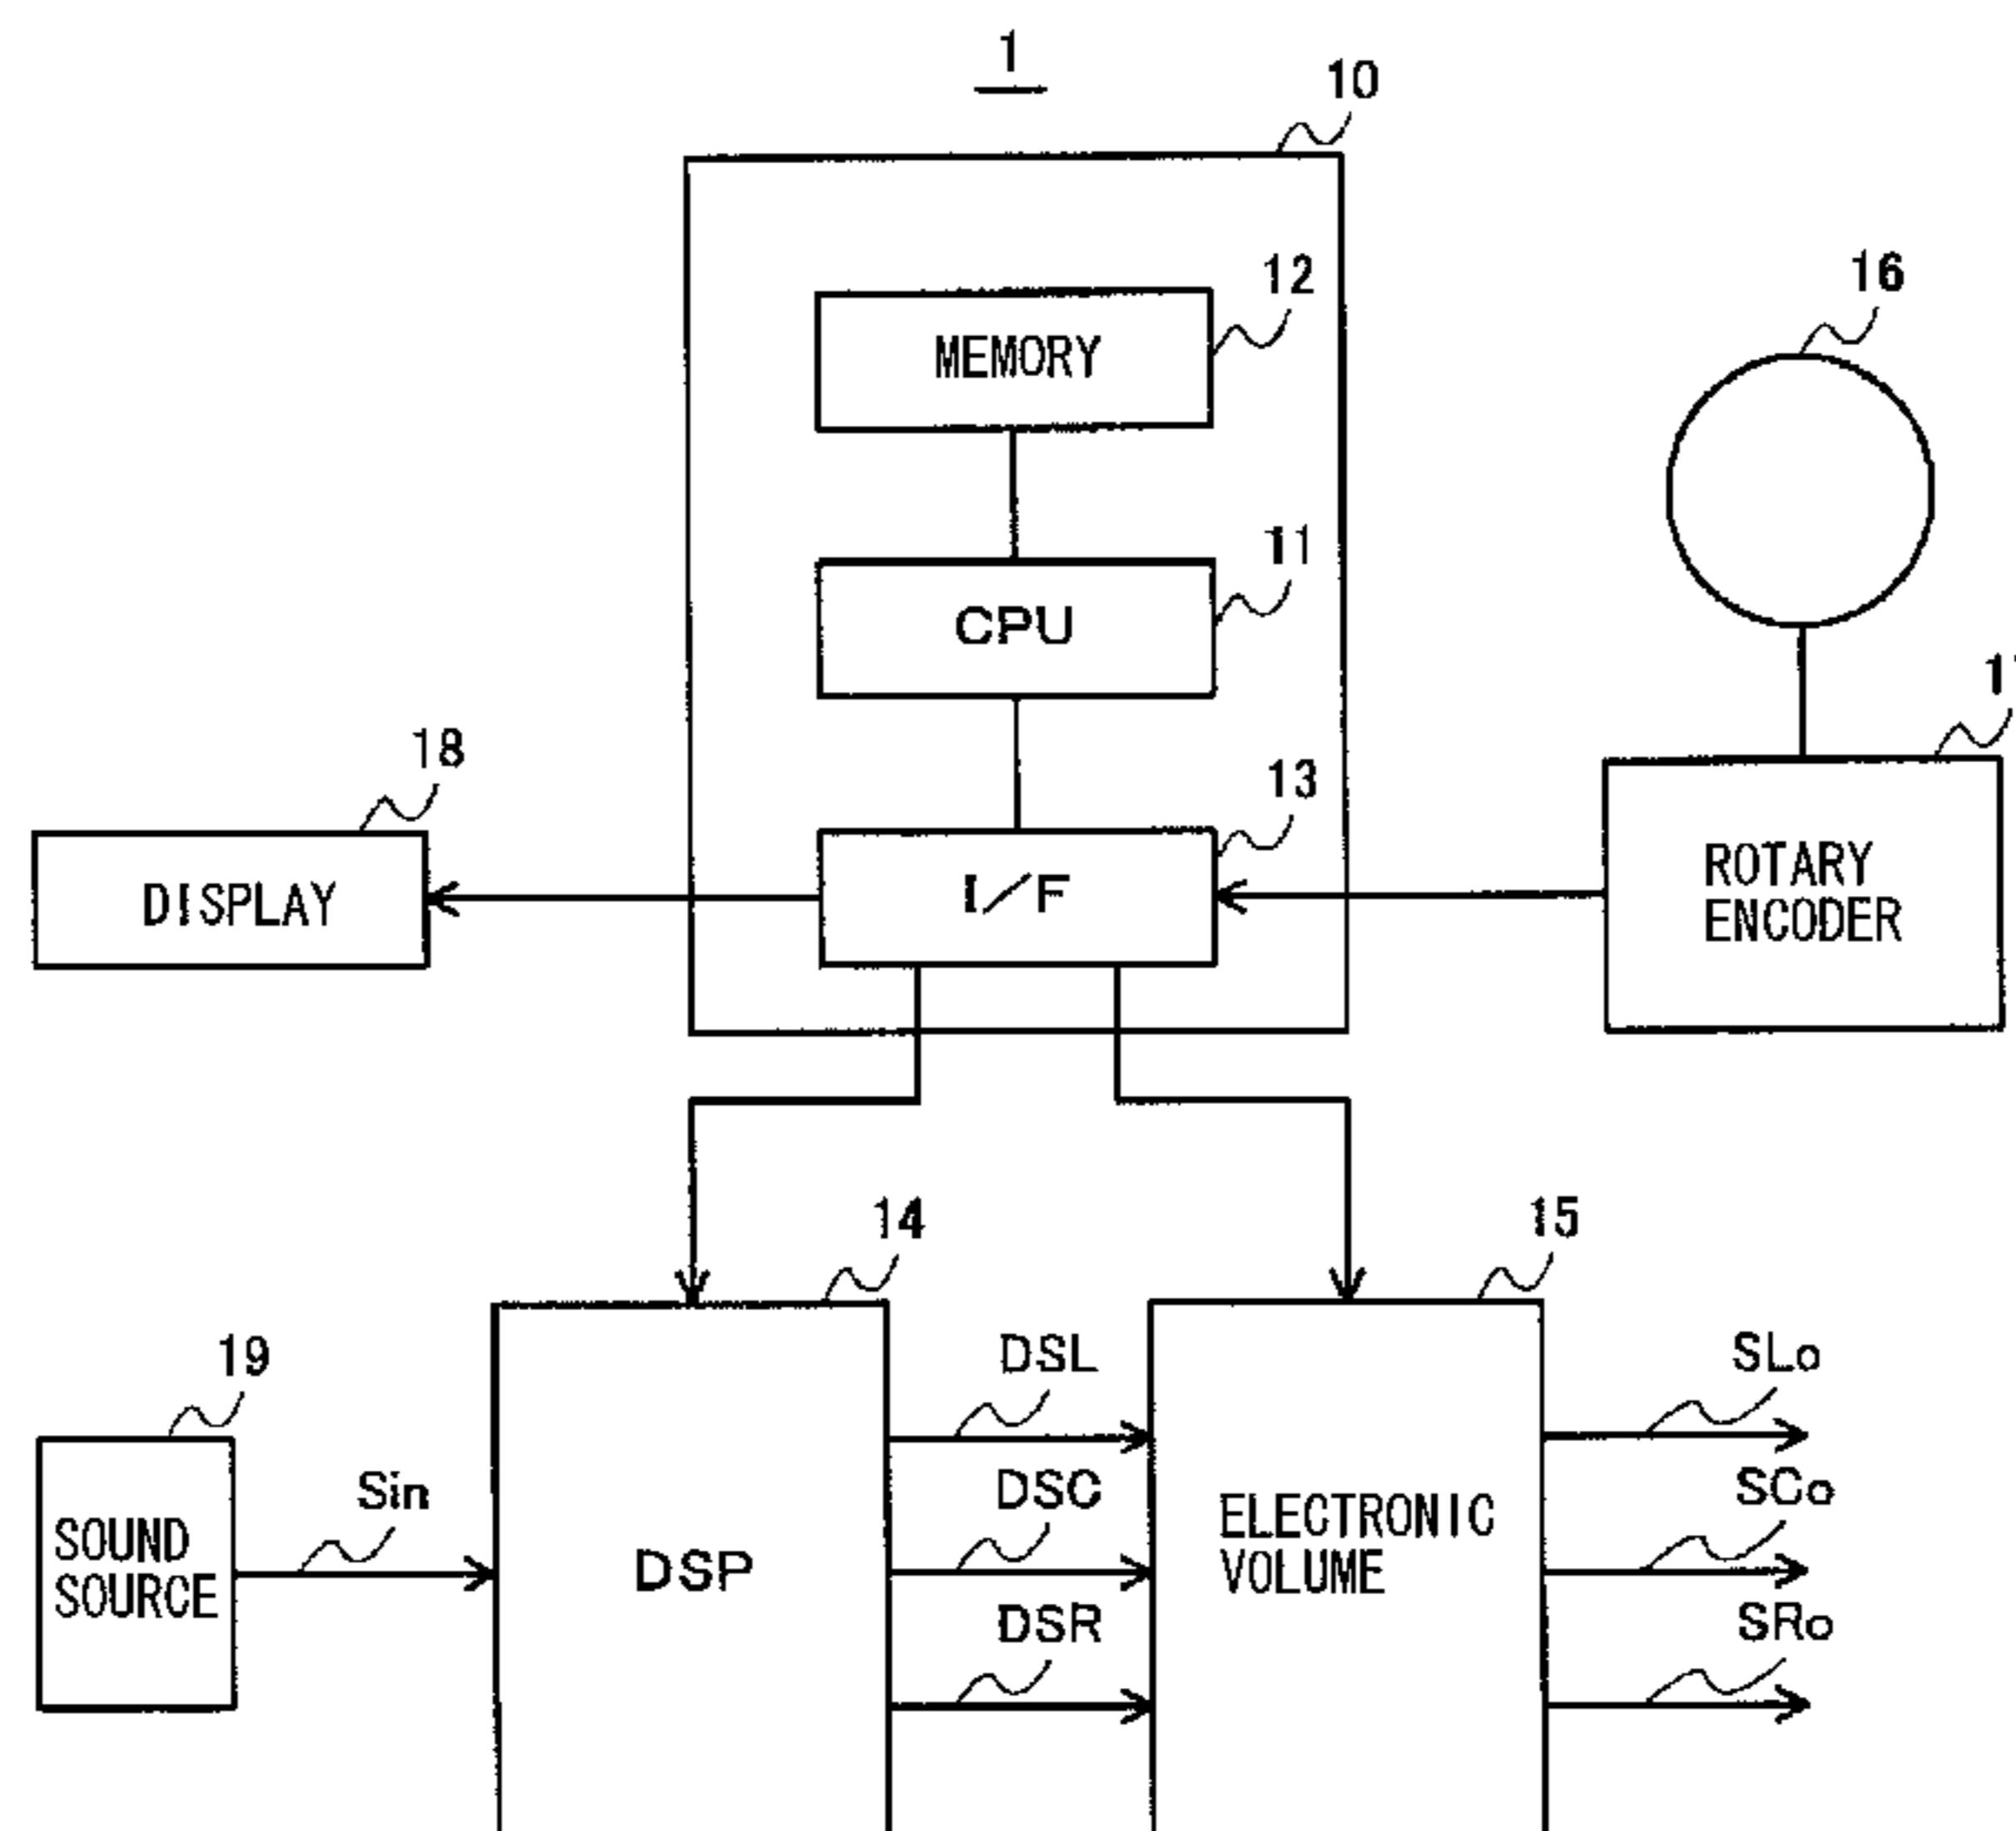 1
10
12
MEMORY
16
11
CPU
18
13
DISPLAY
I/F
ROTARY
ENCODER
14
15
19
DSL
SLo
Sin
DSC
SCo
SOUND
SOURCE
DSP
ELECTRONIC
VOLUME
DSR
SRo